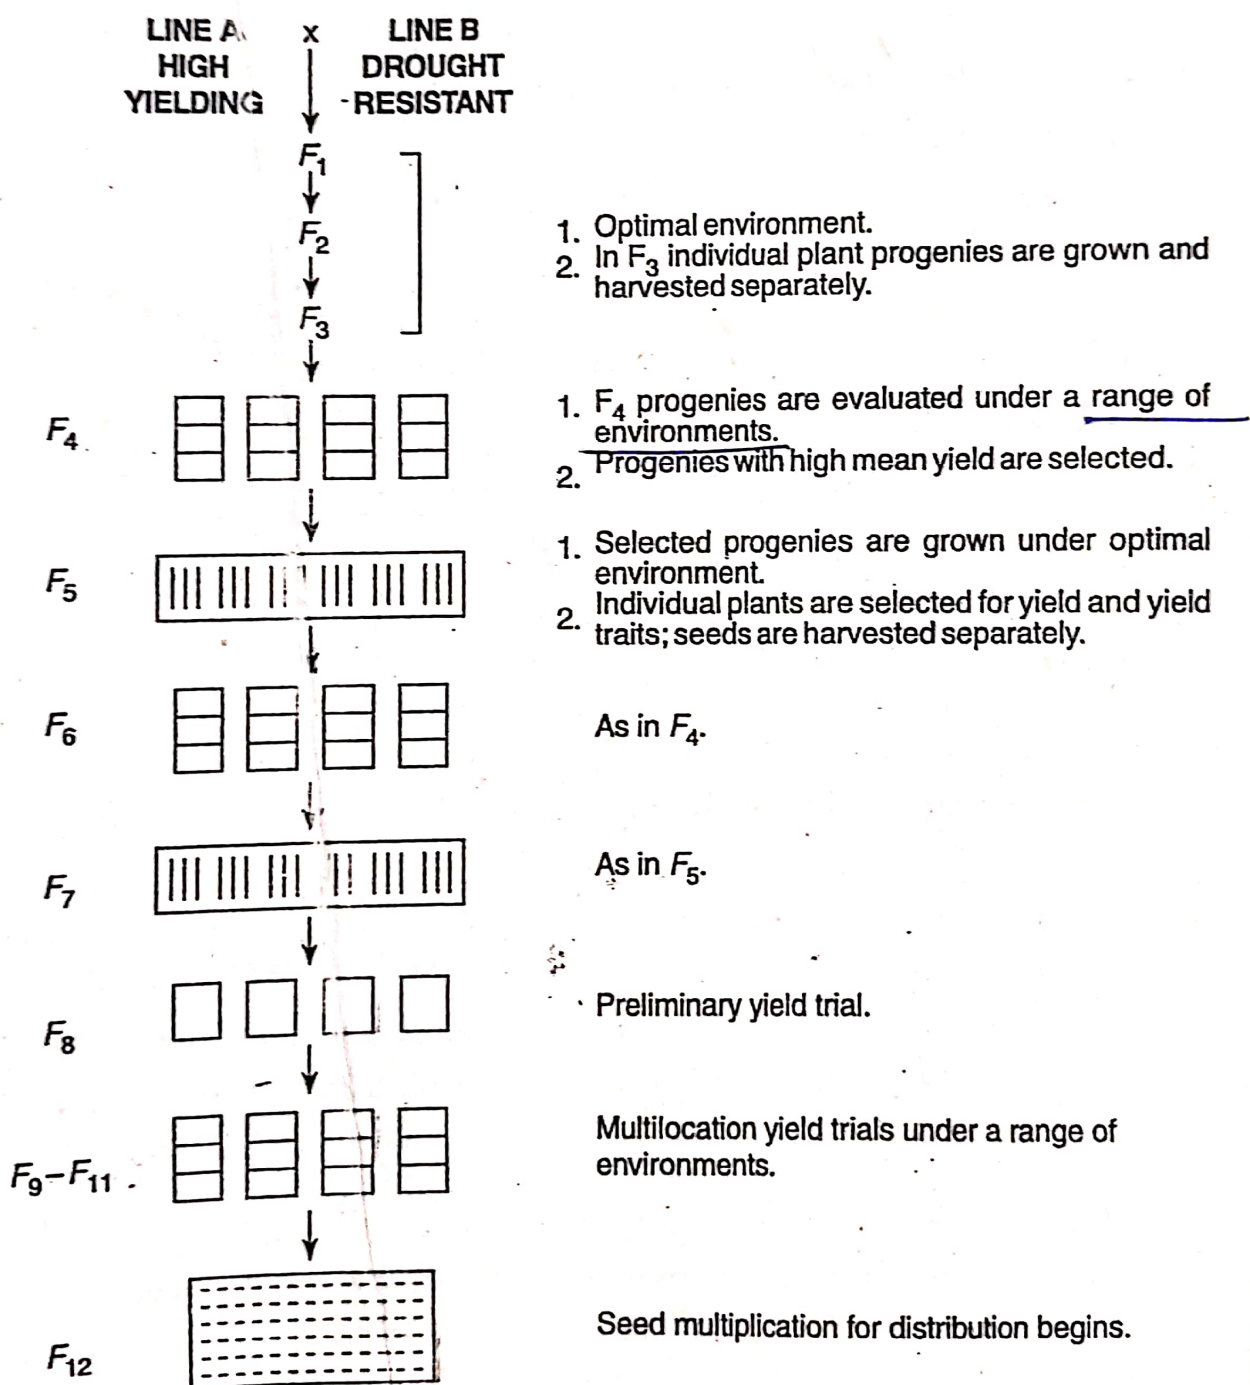 LINE A x LINE B
HIGH DROUGHT
YIELDING RESISTANT
F₁
F₂
F₃
1. Optimal environment.
2. In F₃ individual plant progenies are grown and
harvested separately.
F₄
1. F₄ progenies are evaluated under a range of
environments.
2. Progenies with high mean yield are selected.
F₅
1. Selected progenies are grown under optimal
environment.
2. Individual plants are selected for yield and yield
traits; seeds are harvested separately.
F₆ As in F₄.
F₇ As in F₅.
F₈ Preliminary yield trial.
F₉–F₁₁ Multilocation yield trials under a range of
environments.
F₁₂ Seed multiplication for distribution begins.